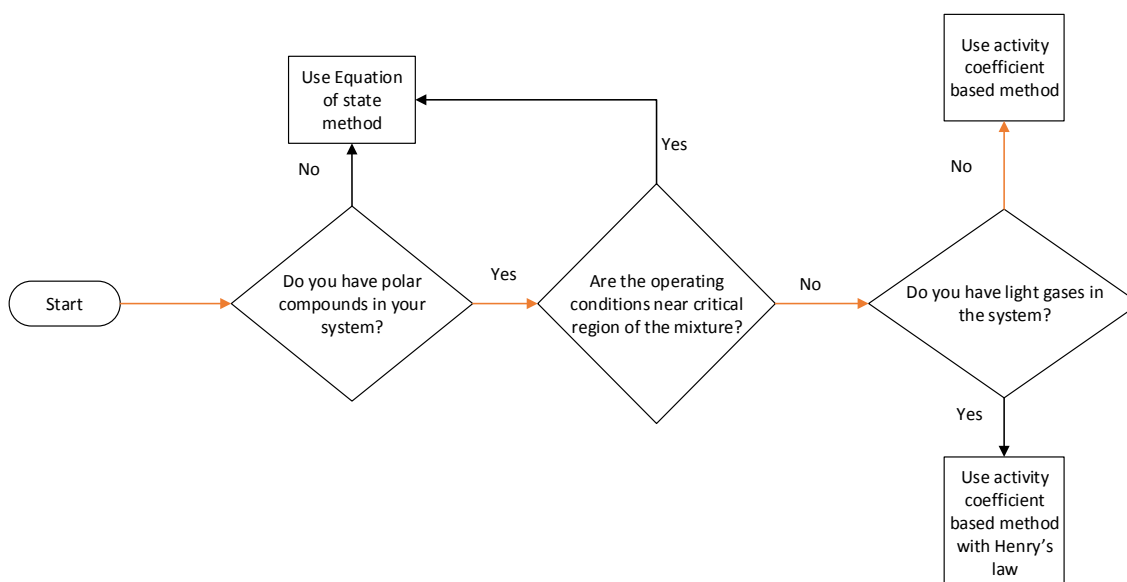 Use Equation
of state
method
Use activity
coefficient
based method
Yes
No
No
Start
Do you have polar
compounds in your
system?
Yes
Are the operating
conditions near critical
region of the mixture?
No
Do you have light gases in
the system?
Yes
Use activity
coefficient
based method
with Henry’s
law